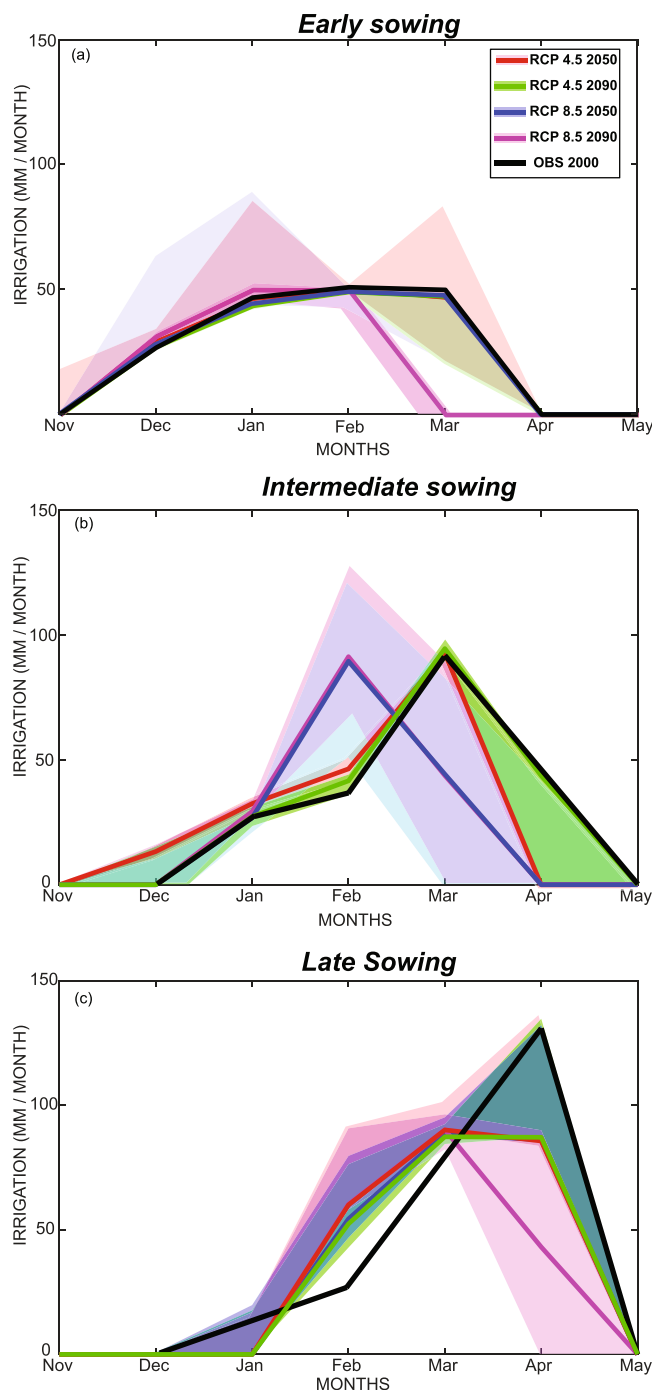 Early sowing
150
(a)
RCP 4.5 2050
RCP 4.5 2090
RCP 8.5 2050
RCP 8.5 2090
OBS 2000
100
50
0
IRRIGATION (MM / MONTH)
Nov Dec Jan Feb Mar Apr May
MONTHS
Intermediate sowing
150
(b)
100
50
0
IRRIGATION (MM / MONTH)
Nov Dec Jan Feb Mar Apr May
MONTHS
Late Sowing
150
(c)
100
50
0
IRRIGATION (MM / MONTH)
Nov Dec Jan Feb Mar Apr May
MONTHS